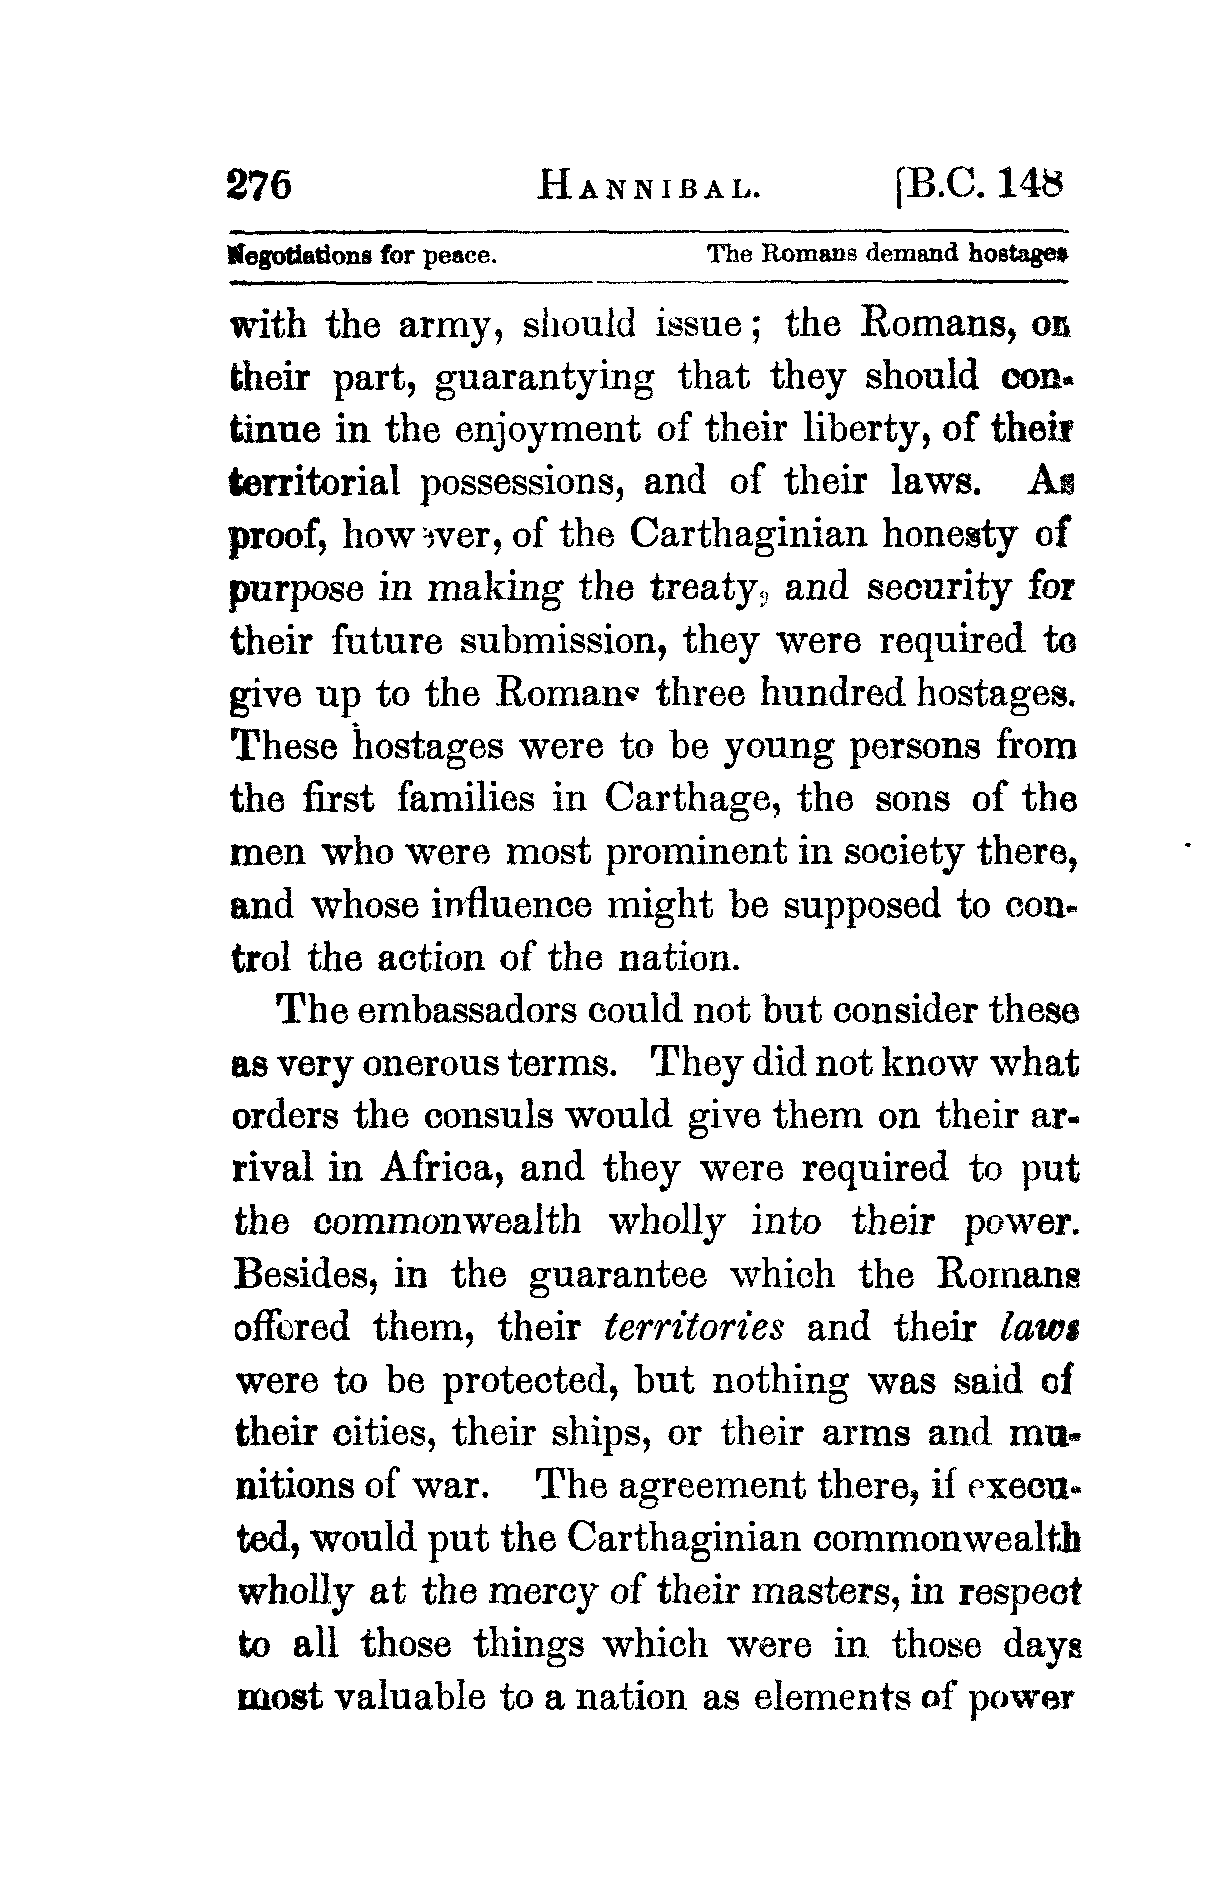 276 HANNIBAL. [B.C. 148
Negotiations for peace. The Romans demand hostages
with the army, should issue; the Romans, on
their part, guarantying that they should con-
tinue in the enjoyment of their liberty, of their
territorial possessions, and of their laws. As
proof, however, of the Carthaginian honesty of
purpose in making the treaty, and security for
their future submission, they were required to
give up to the Romans three hundred hostages.
These hostages were to be young persons from
the first families in Carthage, the sons of the
men who were most prominent in society there,
and whose influence might be supposed to con-
trol the action of the nation.
The embassadors could not but consider these
as very onerous terms. They did not know what
orders the consuls would give them on their ar-
rival in Africa, and they were required to put
the commonwealth wholly into their power.
Besides, in the guarantee which the Romans
offered them, their territories and their laws
were to be protected, but nothing was said of
their cities, their ships, or their arms and mu-
nitions of war. The agreement there, if execu-
ted, would put the Carthaginian commonwealth
wholly at the mercy of their masters, in respect
to all those things which were in those days
most valuable to a nation as elements of power